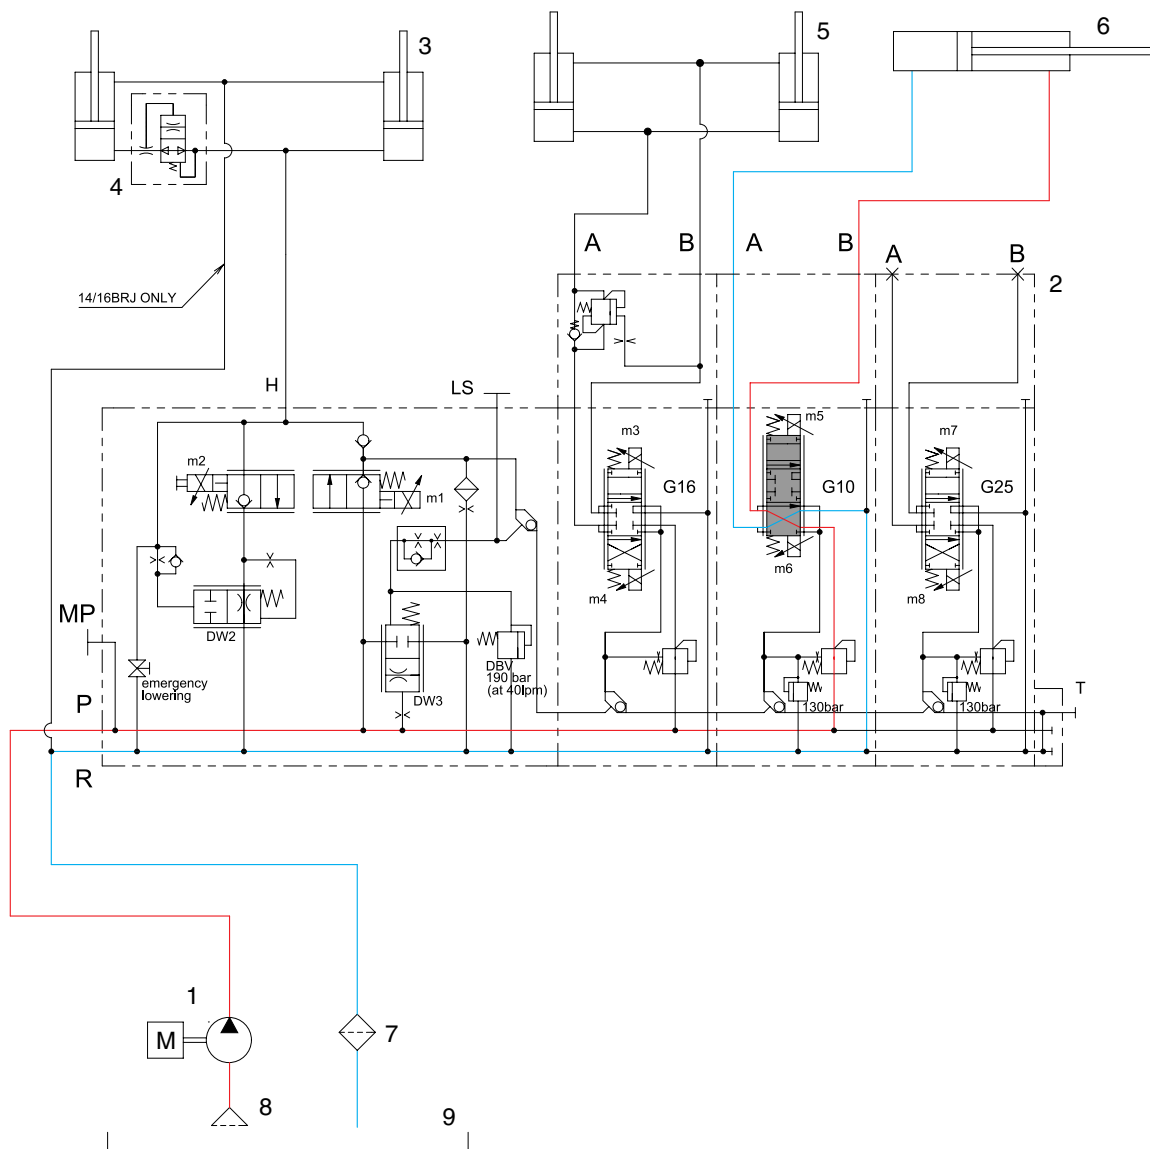 3
5
6
4
A
B
A
B
A
B
2
14/16BRJ ONLY
H
LS
m5
m3
m7
m2
m1
G16
G10
G25
m6
m4
m8
MP
DW2
DBV
190 bar
(at 40lpm)
emergency
lowering
DW3
130bar
130bar
T
P
R
1
M
7
8
9